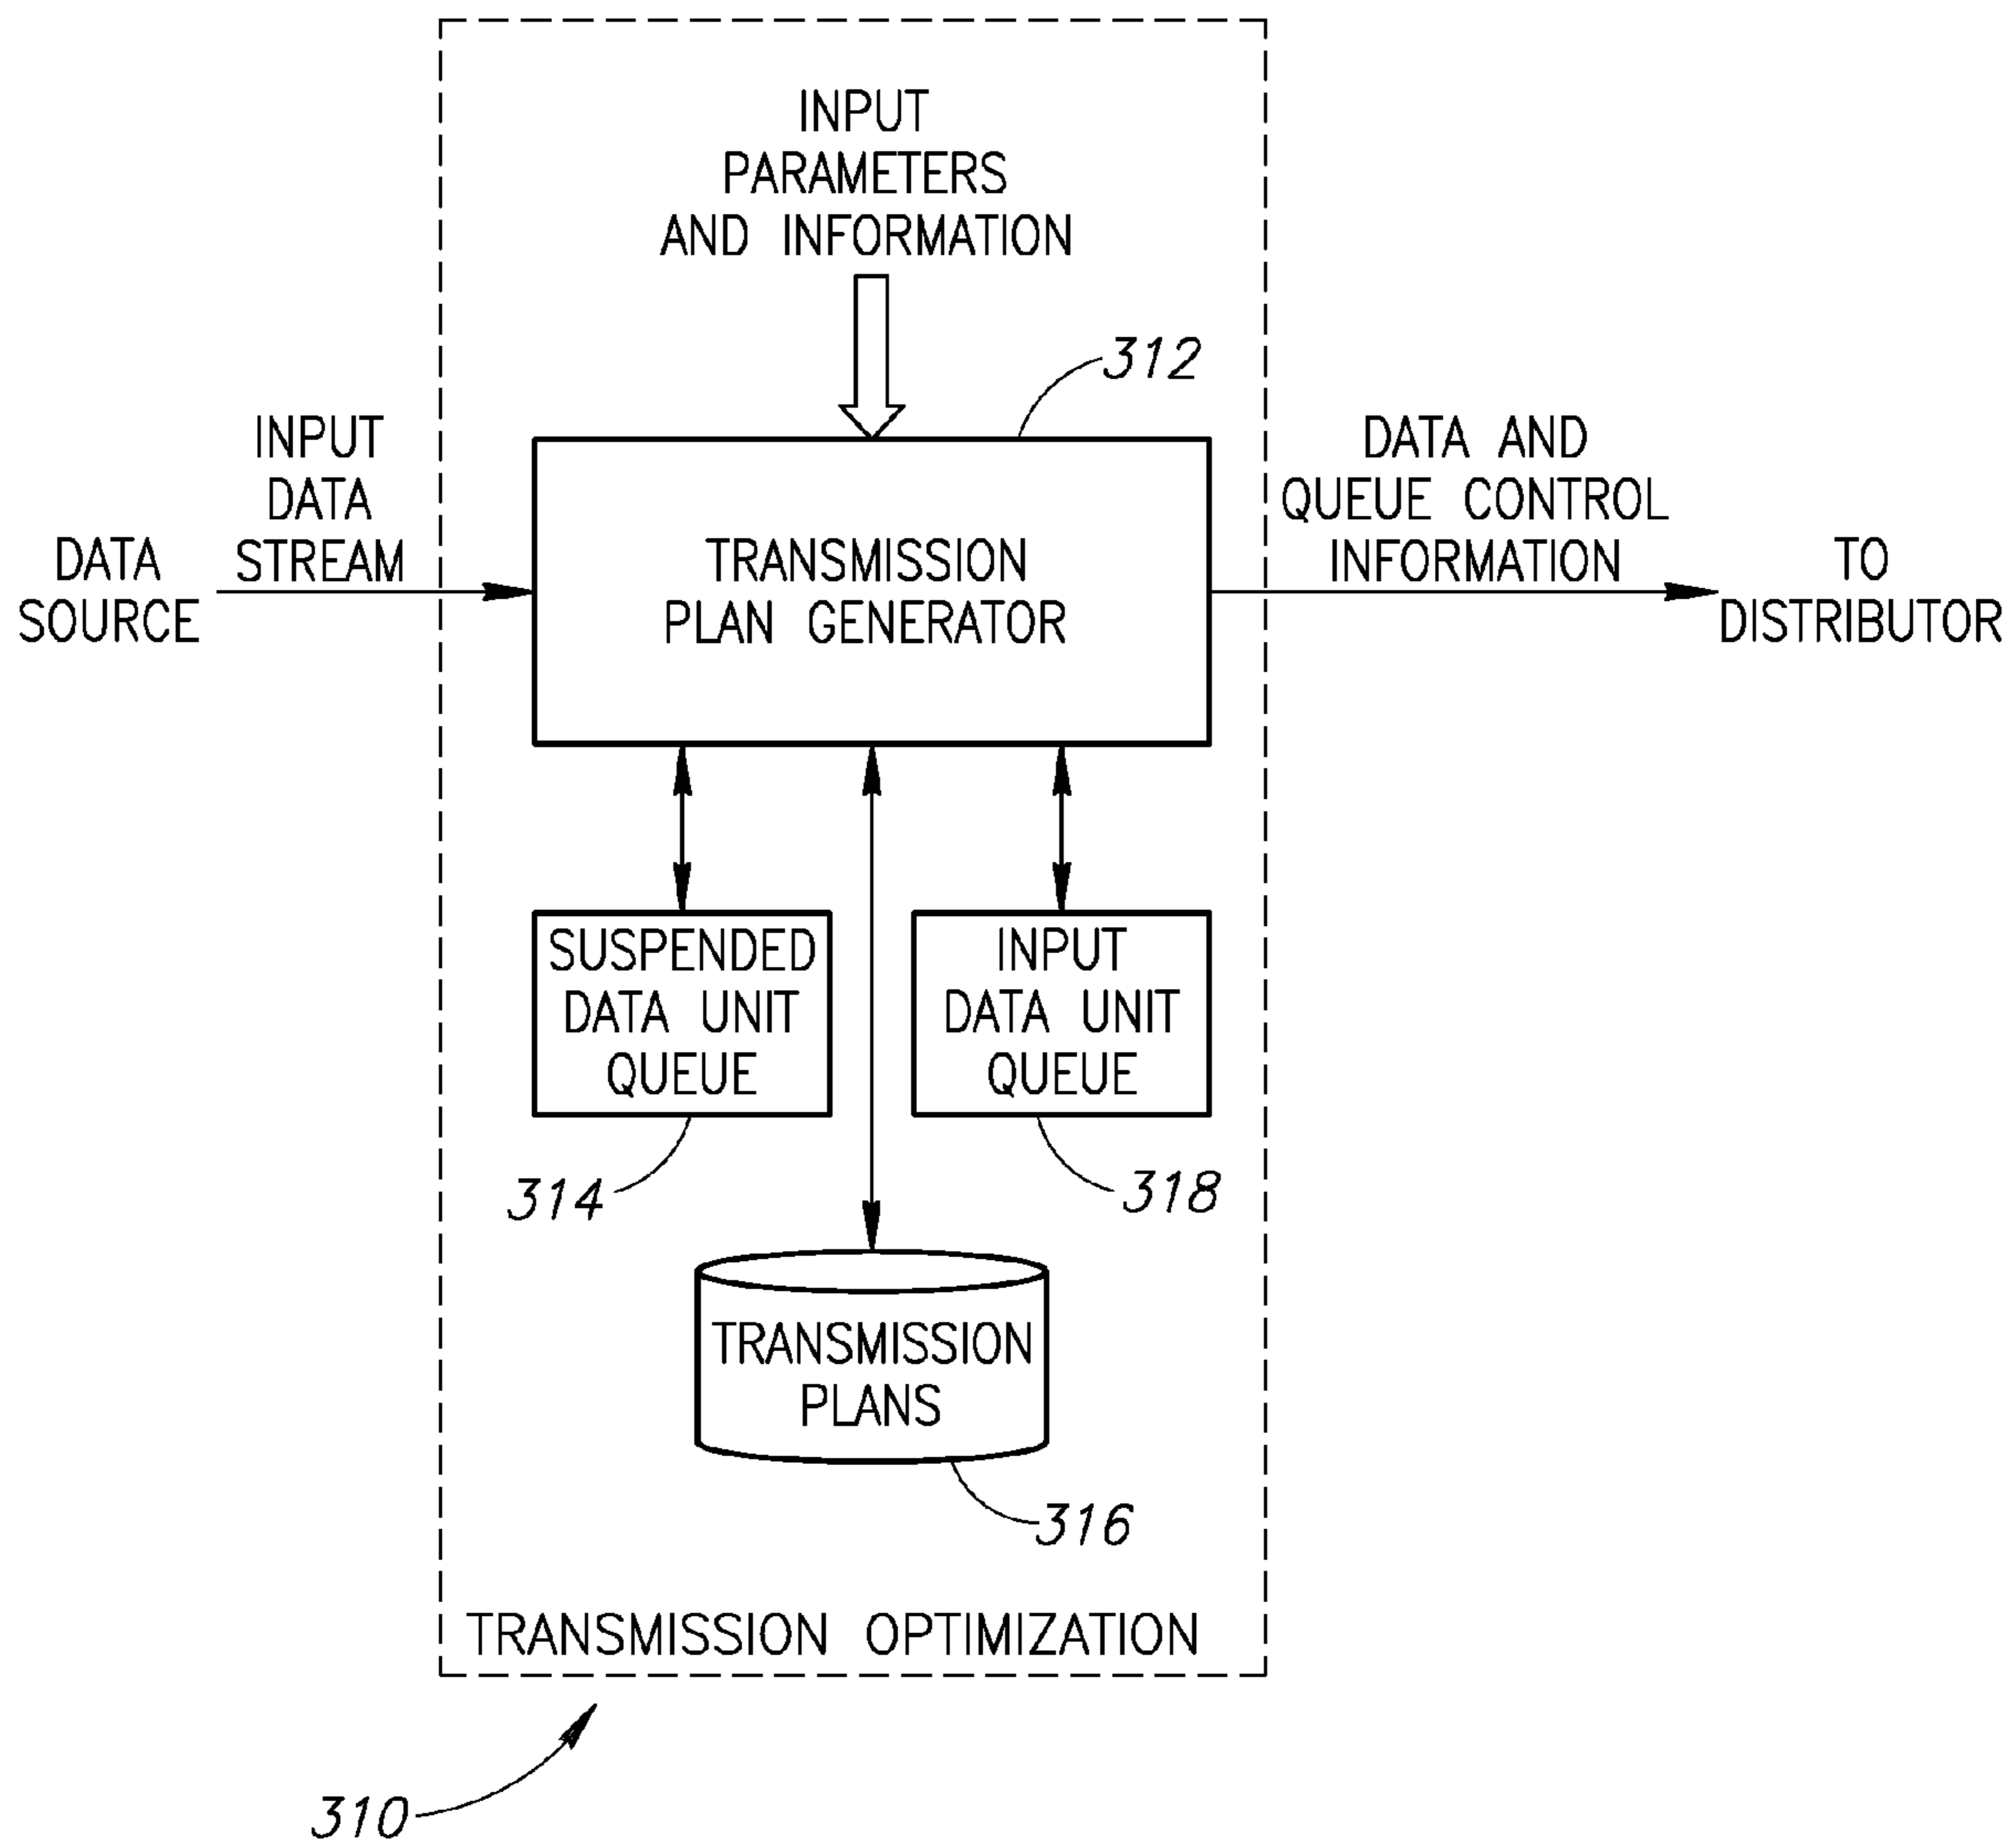 INPUT
PARAMETERS
AND INFORMATION
312
INPUT
DATA
STREAM
DATA
SOURCE
TRANSMISSION
PLAN GENERATOR
DATA AND
QUEUE CONTROL
INFORMATION
TO
DISTRIBUTOR
SUSPENDED
DATA UNIT
QUEUE
314
INPUT
DATA UNIT
QUEUE
318
TRANSMISSION
PLANS
316
TRANSMISSION OPTIMIZATION
310